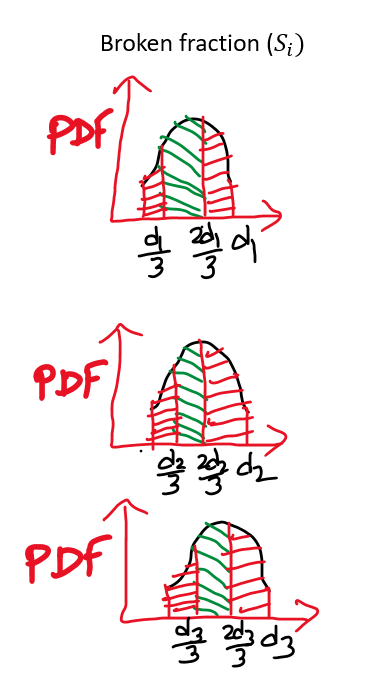 Broken fraction (𝑆ᵢ)
PDF
d1/3 2d1/3 d1
PDF
d2/3 2d2/3 d2
PDF
d3/3 2d3/3 d3